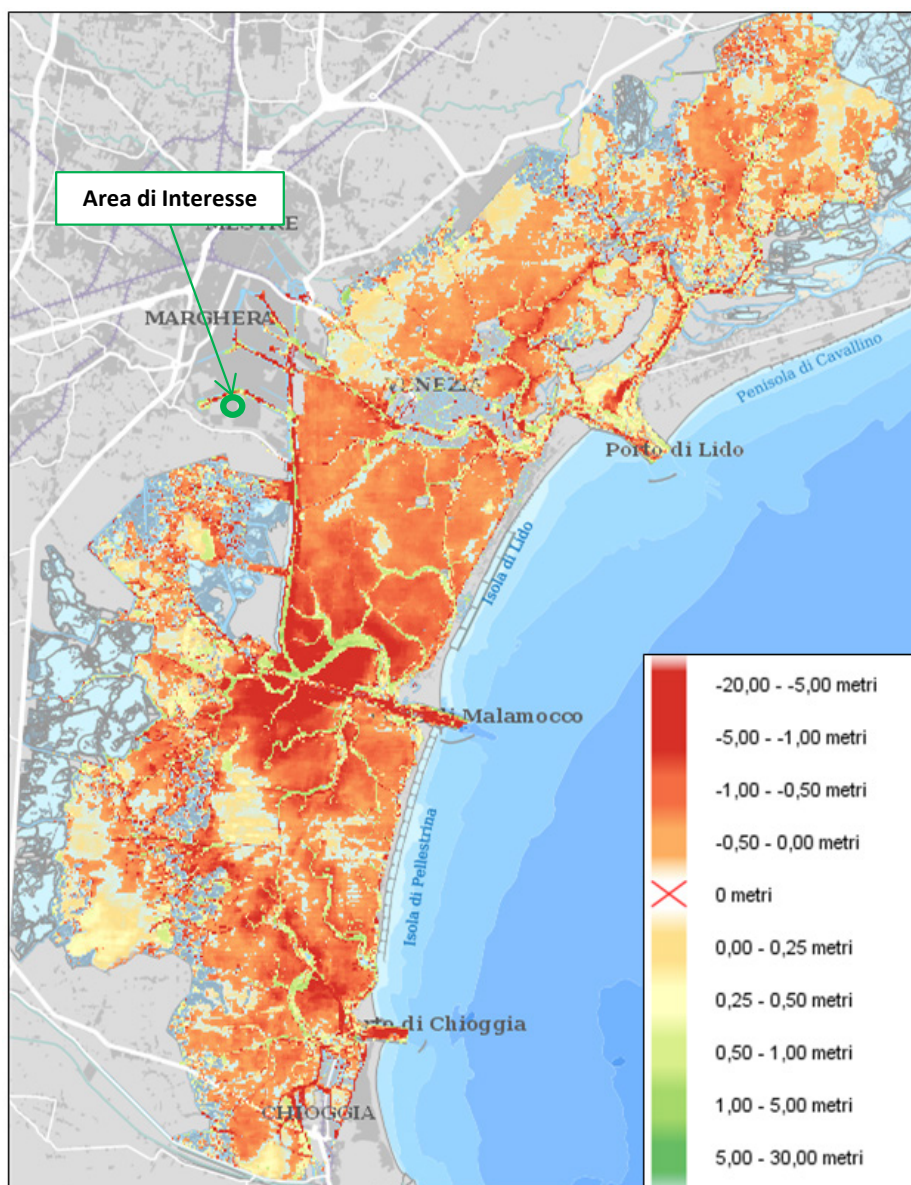 Area di Interesse
MESTRE
MARGHERA
VENEZIA
Penisola di Cavallino
Porto di Lido
Isola di Lido
di Malamocco
Isola di Pellestrina
di Chioggia
CHIOGGIA
-20,00 - -5,00 metri
-5,00 - -1,00 metri
-1,00 - -0,50 metri
-0,50 - 0,00 metri
0 metri
0,00 - 0,25 metri
0,25 - 0,50 metri
0,50 - 1,00 metri
1,00 - 5,00 metri
5,00 - 30,00 metri